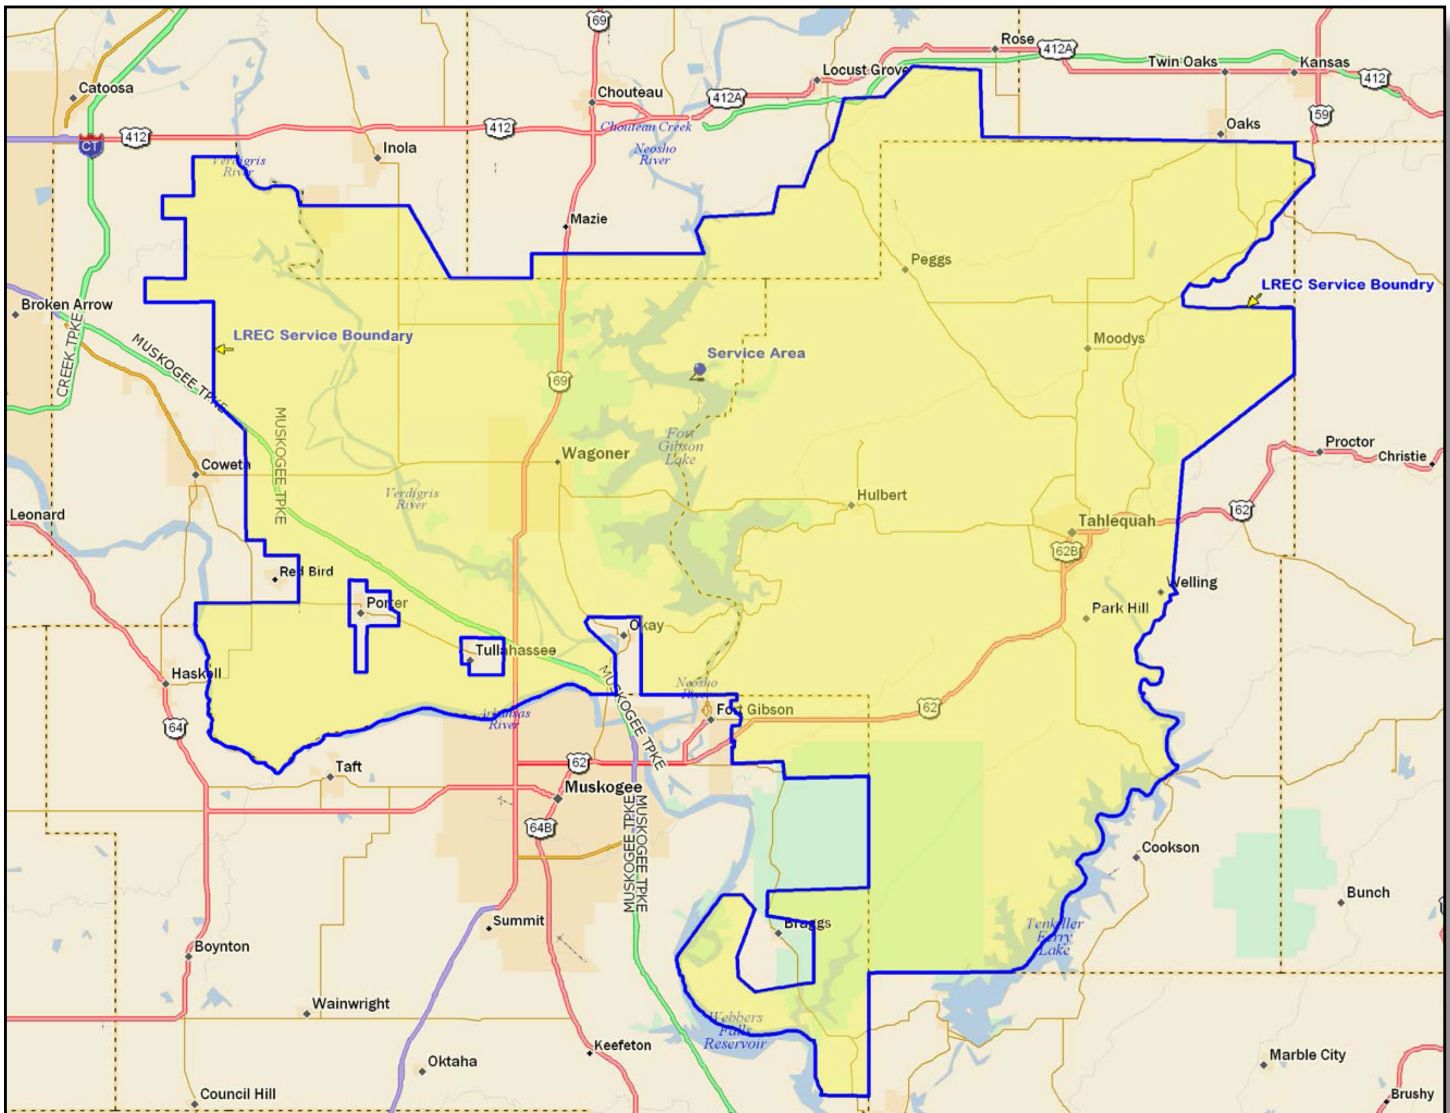 69
Rose
412A
Locust Grove
Twin Oaks
Kansas
412
Catoosa
Chouteau
412A
59
Chouteau Creek
Oaks
412
412
CT
Inola
Neosho
River
Verdigris
River
Mazie
Peggs
LREC Service Boundry
Broken Arrow
LREC Service Boundary
Moodys
CREEK TPKE
MUSKOGEE TPKE
Service Area
69
MUSKOGEE TPKE
Fort
Gibson
Lake
Proctor
Christie
Wagoner
Coweta
Verdigris
River
Hulbert
Leonard
62
Tahlequah
62B
Red Bird
Welling
Porter
Park Hill
Okay
Tullahassee
Haskell
MUSKOGEE TPKE
Neosho
River
Arkansas
River
Fort Gibson
62
64
62
Taft
Muskogee
64B
MUSKOGEE TPKE
MUSKOGEE TPKE
Cookson
Bunch
Summit
Braggs
Tenkiller
Ferry
Lake
Boynton
Wainwright
Webbers
Falls
Reservoir
Keefeton
Oktaha
Marble City
Council Hill
Brushy